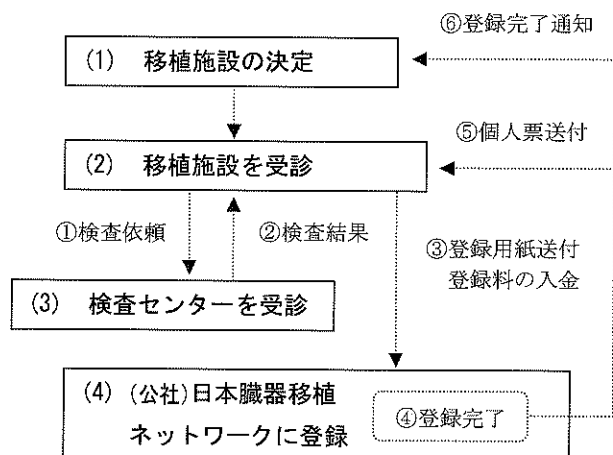 ⑥登録完了通知
(1) 移植施設の決定
⑤個人票送付
(2) 移植施設を受診
①検査依頼
②検査結果
③登録用紙送付
登録料の入金
(3) 検査センターを受診
(4) (公社)日本臓器移植
ネットワークに登録
④登録完了